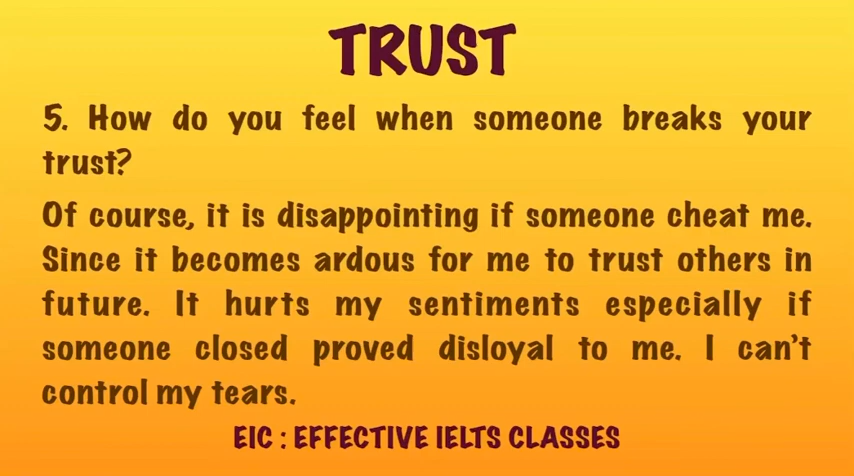 TRUST
5. How do you feel when someone breaks your
trust?
Of course, it is disappointing if someone cheat me.
Since it becomes ardous for me to trust others in
future. It hurts my sentiments especially if
someone closed proved disloyal to me. I can't
control my tears.
EIC : EFFECTIVE IELTS CLASSES